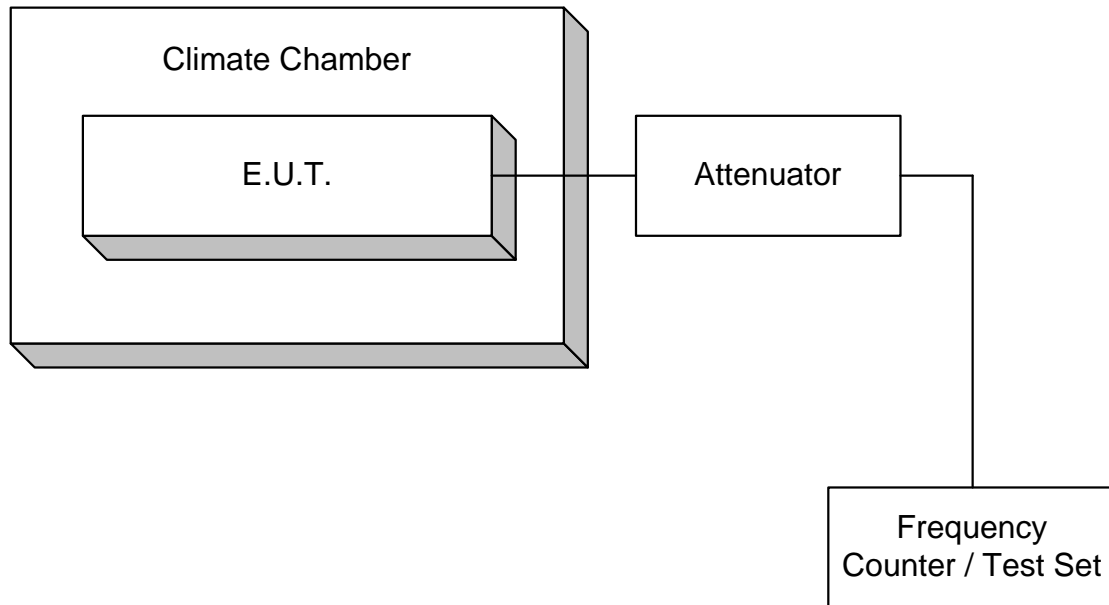 Climate Chamber
E.U.T.
Attenuator
Frequency
Counter / Test Set